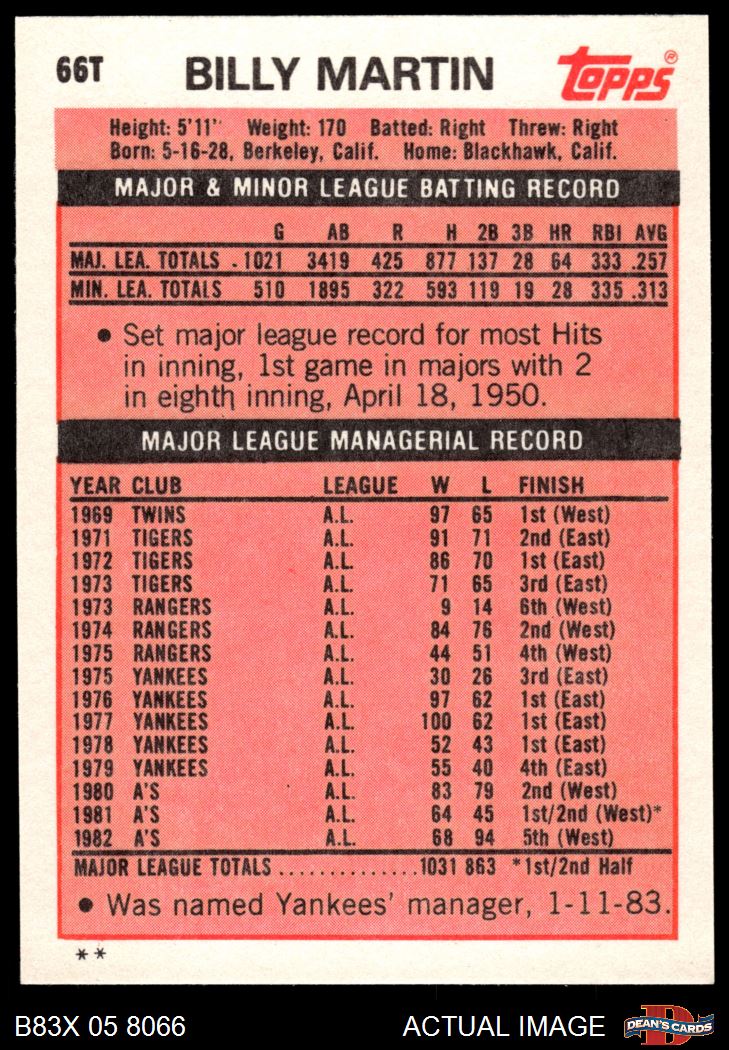 66T BILLY MARTIN Topps®
Height: 5'11" Weight: 170 Batted: Right Threw: Right
Born: 5-16-28, Berkeley, Calif. Home: Blackhawk, Calif.
MAJOR & MINOR LEAGUE BATTING RECORD
G AB R H 2B 3B HR RBI AVG
MAJ. LEA. TOTALS . 1021 3419 425 877 137 28 64 333 .257
MIN. LEA. TOTALS 510 1895 322 593 119 19 28 335 .313
• Set major league record for most Hits
in inning, 1st game in majors with 2
in eighth inning, April 18, 1950.
MAJOR LEAGUE MANAGERIAL RECORD
YEAR CLUB LEAGUE W L FINISH
1969 TWINS A.L. 97 65 1st (West)
1971 TIGERS A.L. 91 71 2nd (East)
1972 TIGERS A.L. 86 70 1st (East)
1973 TIGERS A.L. 71 65 3rd (East)
1973 RANGERS A.L. 9 14 6th (West)
1974 RANGERS A.L. 84 76 2nd (West)
1975 RANGERS A.L. 44 51 4th (West)
1975 YANKEES A.L. 30 26 3rd (East)
1976 YANKEES A.L. 97 62 1st (East)
1977 YANKEES A.L. 100 62 1st (East)
1978 YANKEES A.L. 52 43 1st (East)
1979 YANKEES A.L. 55 40 4th (East)
1980 A'S A.L. 83 79 2nd (West)
1981 A'S A.L. 64 45 1st/2nd (West)*
1982 A'S A.L. 68 94 5th (West)
MAJOR LEAGUE TOTALS .............. 1031 863 *1st/2nd Half
• Was named Yankees' manager, 1-11-83.
**
B83X 05 8066 ACTUAL IMAGE D DEAN'S CARDS